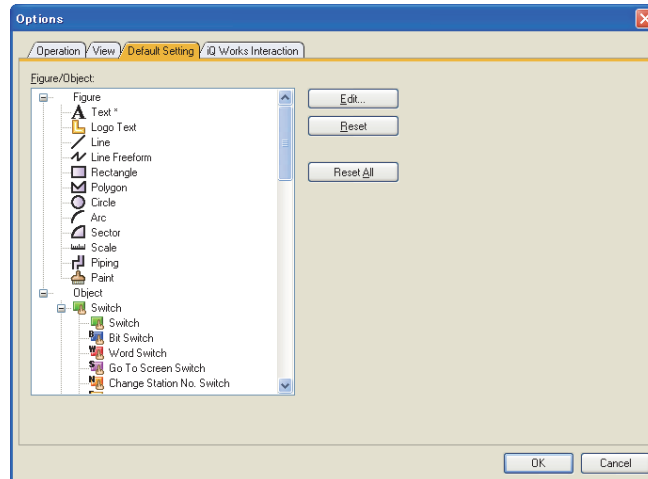 Options
Operation View Default Setting iQ Works Interaction
Figure/Object:
Figure
Text *
Logo Text
Line
Line Freeform
Rectangle
Polygon
Circle
Arc
Sector
Scale
Piping
Paint
Object
Switch
Switch
Bit Switch
Word Switch
Go To Screen Switch
Change Station No. Switch
Edit...
Reset
Reset All
OK Cancel